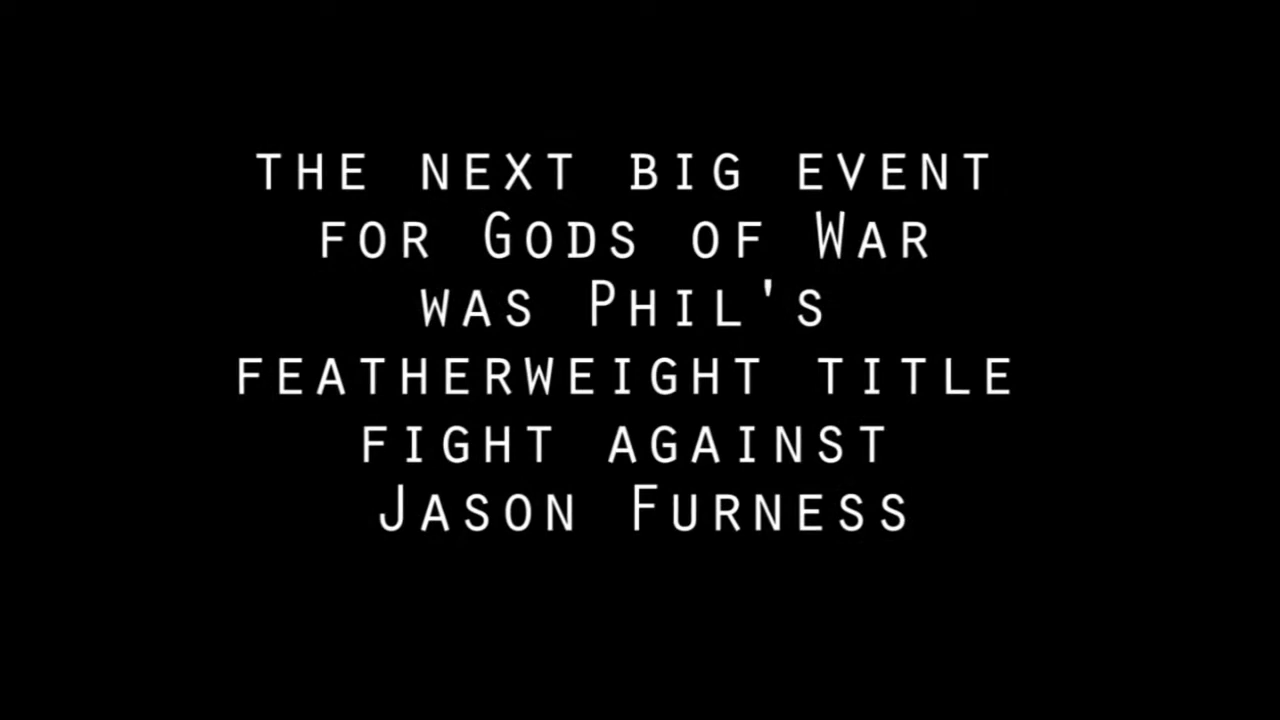 THE NEXT BIG EVENT
FOR GODS OF WAR
WAS PHIL'S
FEATHERWEIGHT TITLE
FIGHT AGAINST
JASON FURNESS